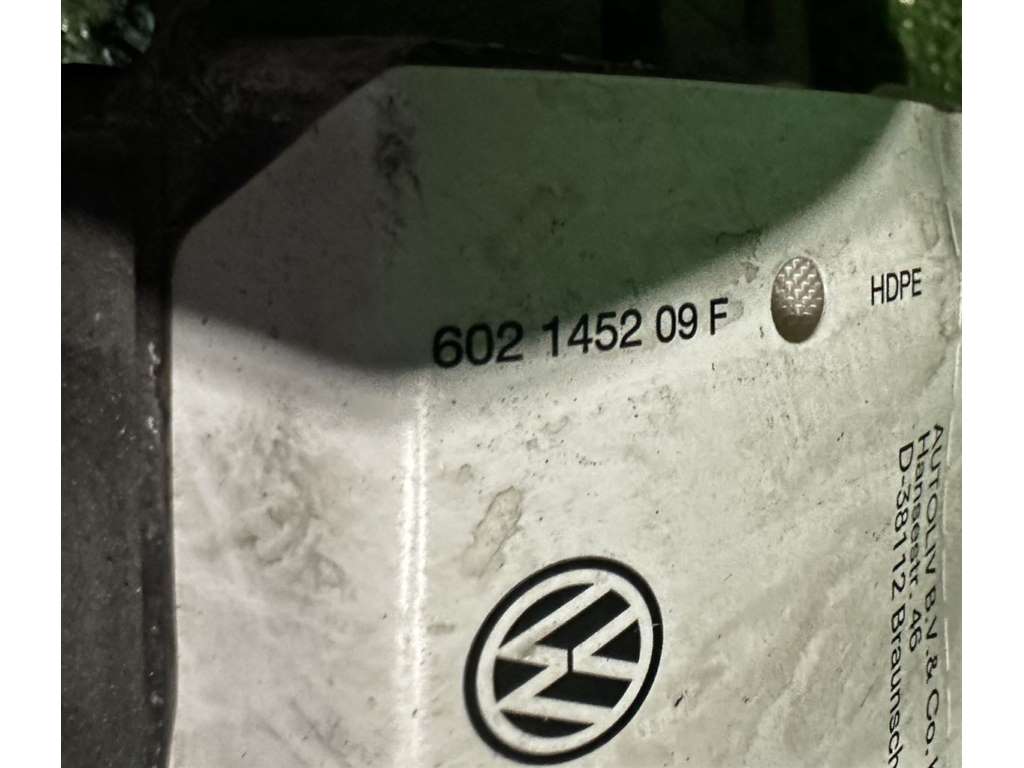 602 1452 09 F
HDPE
AUTOLIV B.V. & Co.
Hansestr. 46
D-38112 Braunsch